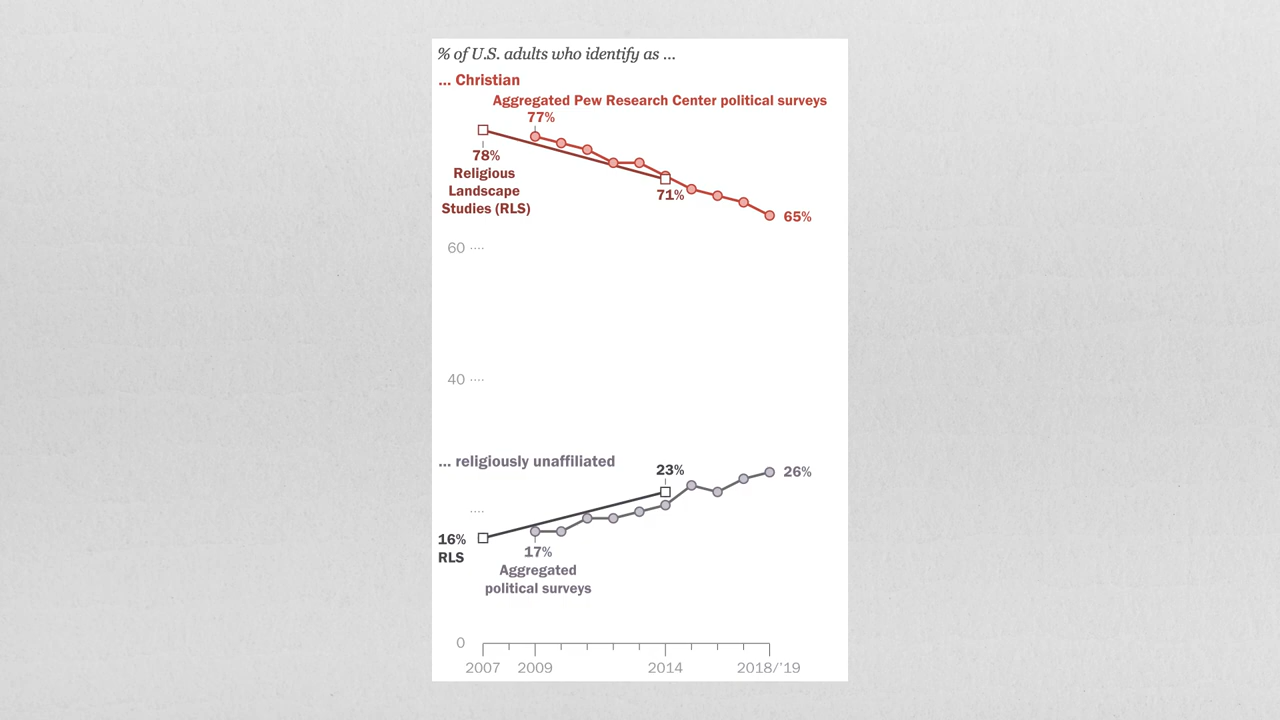 % of U.S. adults who identify as ...
... Christian
Aggregated Pew Research Center political surveys
77%
78%
Religious
Landscape
Studies (RLS)
71%
65%
60
40
... religiously unaffiliated
23%
26%
16%
RLS
17%
Aggregated
political surveys
0
2007 2009 2014 2018/'19